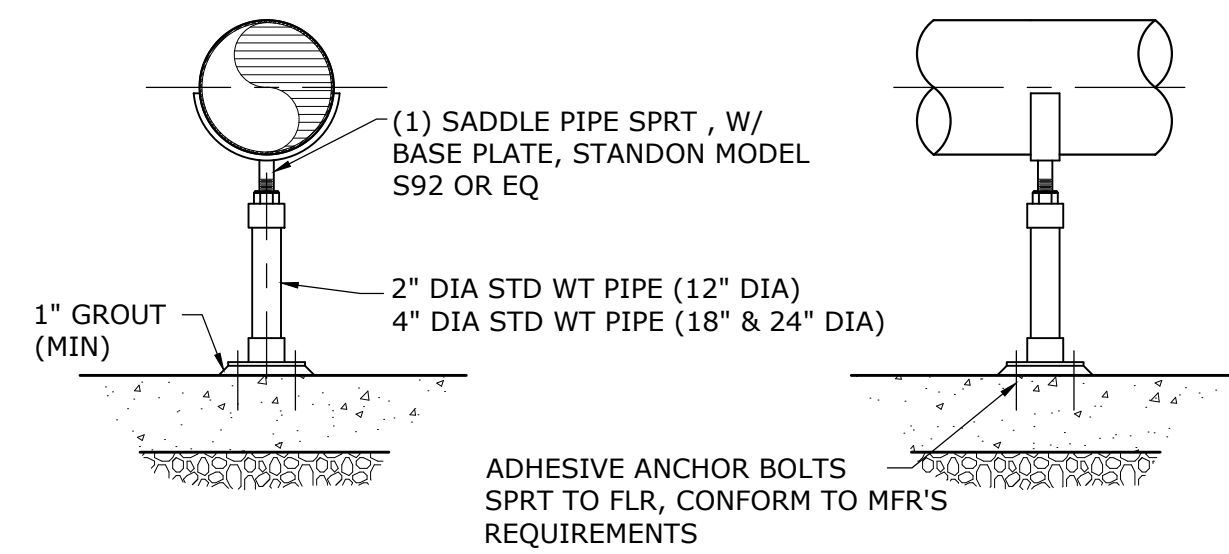 (1) SADDLE PIPE SPRT , W/
BASE PLATE, STANDON MODEL
S92 OR EQ
2" DIA STD WT PIPE (12" DIA)
4" DIA STD WT PIPE (18" & 24" DIA)
1" GROUT
(MIN)
ADHESIVE ANCHOR BOLTS
SPRT TO FLR, CONFORM TO MFR'S
REQUIREMENTS